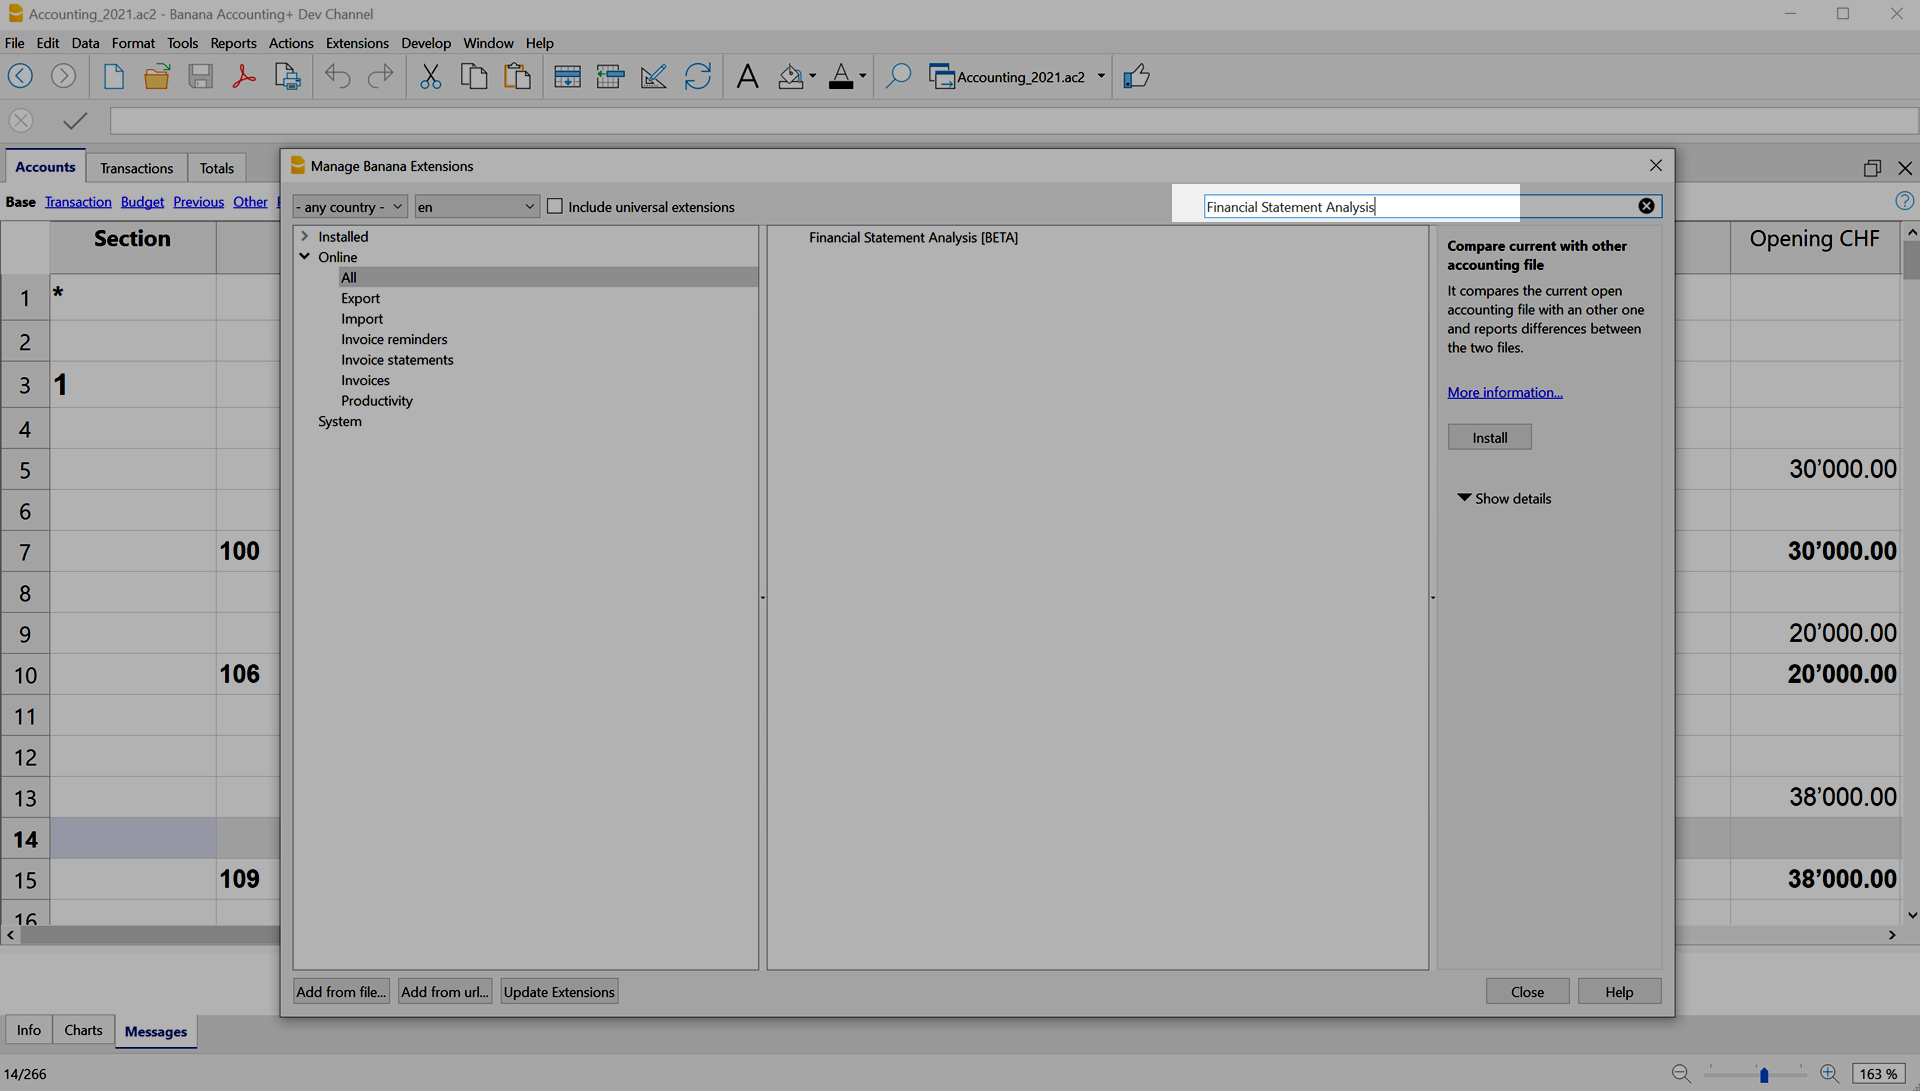 Accounting_2021.ac2 - Banana Accounting+ Dev Channel
File Edit Data Format Tools Reports Actions Extensions Develop Window Help
Accounting_2021.ac2
Accounts Transactions Totals
Manage Banana Extensions
Base Transaction Budget Previous Other
- any country - en Include universal extensions Financial Statement Analysis
Section Opening CHF
Installed
Online
All
Export
Import
Invoice reminders
Invoice statements
Invoices
Productivity
System
Financial Statement Analysis [BETA]
Compare current with other
accounting file
It compares the current open
accounting file with an other one
and reports differences between
the two files.
More information...
Install
Show details
1 *
2
3 1
4
5 30'000.00
6
7 100 30'000.00
8
9 20'000.00
10 106 20'000.00
11
12
13 38'000.00
14
15 109 38'000.00
16
Add from file... Add from url... Update Extensions Close Help
Info Charts Messages
14/266 163 %